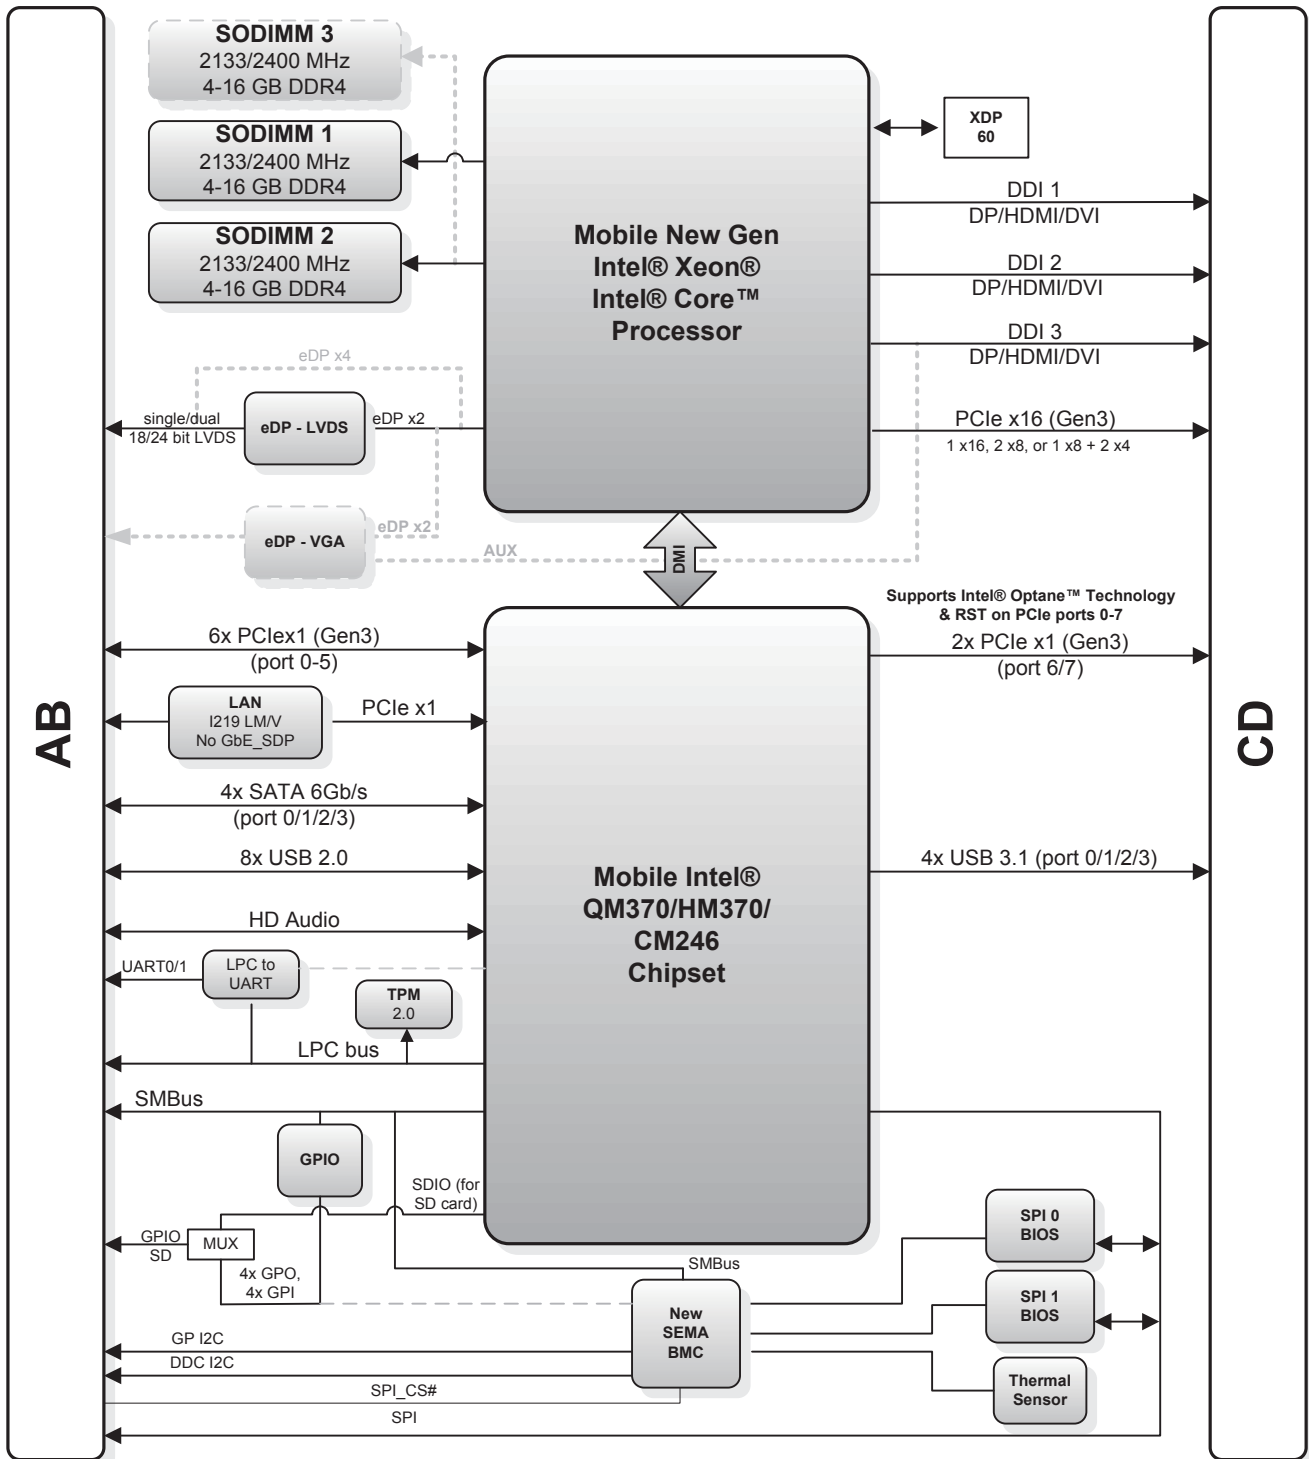 SODIMM 3
2133/2400 MHz
4-16 GB DDR4
SODIMM 1
2133/2400 MHz
4-16 GB DDR4
SODIMM 2
2133/2400 MHz
4-16 GB DDR4
Mobile New Gen
Intel® Xeon®
Intel® Core™
Processor
XDP
60
DDI 1
DP/HDMI/DVI
DDI 2
DP/HDMI/DVI
DDI 3
DP/HDMI/DVI
PCIe x16 (Gen3)
1 x16, 2 x8, or 1 x8 + 2 x4
eDP x4
single/dual
18/24 bit LVDS
eDP - LVDS
eDP x2
eDP - VGA
eDP x2
AUX
DMI
Supports Intel® Optane™ Technology
& RST on PCIe ports 0-7
2x PCIe x1 (Gen3)
(port 6/7)
6x PCIex1 (Gen3)
(port 0-5)
LAN
I219 LM/V
No GbE_SDP
PCIe x1
AB
CD
4x SATA 6Gb/s
(port 0/1/2/3)
8x USB 2.0
4x USB 3.1 (port 0/1/2/3)
Mobile Intel®
QM370/HM370/
CM246
Chipset
HD Audio
UART0/1
LPC to
UART
TPM
2.0
LPC bus
SMBus
GPIO
SDIO (for
SD card)
GPIO
SD
MUX
4x GPO,
4x GPI
SMBus
New
SEMA
BMC
SPI 0
BIOS
SPI 1
BIOS
Thermal
Sensor
GP I2C
DDC I2C
SPI_CS#
SPI